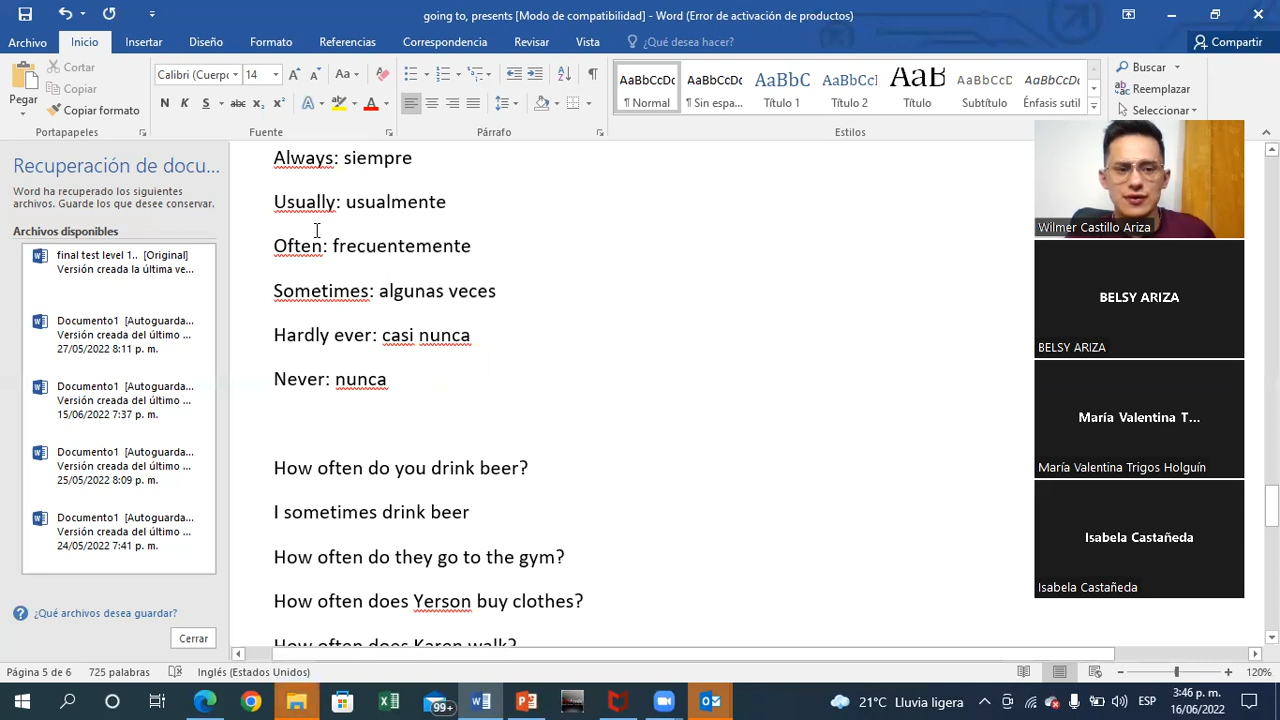 going to, presents [Modo de compatibilidad] - Word (Error de activación de productos)
Archivo Inicio Insertar Diseño Formato Referencias Correspondencia Revisar Vista ¿Qué desea hacer? Compartir
Pegar
Cortar
Copiar
Copiar formato
Portapapeles
Calibri (Cuerpo 14
Fuente
Párrafo
AaBbCcDc
¶ Normal
AaBbCcDc
¶ Sin espa...
AaBbC
Título 1
AaBbCc
Título 2
AaB
Título
AaBbCcD
Subtítulo
AaBbCcDc
Énfasis sutil
Estilos
Buscar
Reemplazar
Seleccionar
Recuperación de docu...
Word ha recuperado los siguientes
archivos. Guarde los que desee conservar.
Archivos disponibles
final test level 1.. [Original]
Versión creada la última ve...
Documento1 [Autoguarda...
Versión creada del último ...
27/05/2022 8:11 p. m.
Documento1 [Autoguarda...
Versión creada del último ...
15/06/2022 7:37 p. m.
Documento1 [Autoguarda...
Versión creada del último ...
25/05/2022 8:09 p. m.
Documento1 [Autoguarda...
Versión creada del último ...
24/05/2022 7:41 p. m.
¿Qué archivos desea guardar?
Cerrar
Always: siempre
Usually: usualmente
Often: frecuentemente
Sometimes: algunas veces
Hardly ever: casi nunca
Never: nunca
How often do you drink beer?
I sometimes drink beer
How often do they go to the gym?
How often does Yerson buy clothes?
How often does Karen walk?
Wilmer Castillo Ariza
BELSY ARIZA
BELSY ARIZA
María Valentina T...
María Valentina Trigos Holguín
Isabela Castañeda
Isabela Castañeda
Página 5 de 6 725 palabras Inglés (Estados Unidos) 120%
99+ 21°C Lluvia ligera ESP 3:46 p. m.
16/06/2022